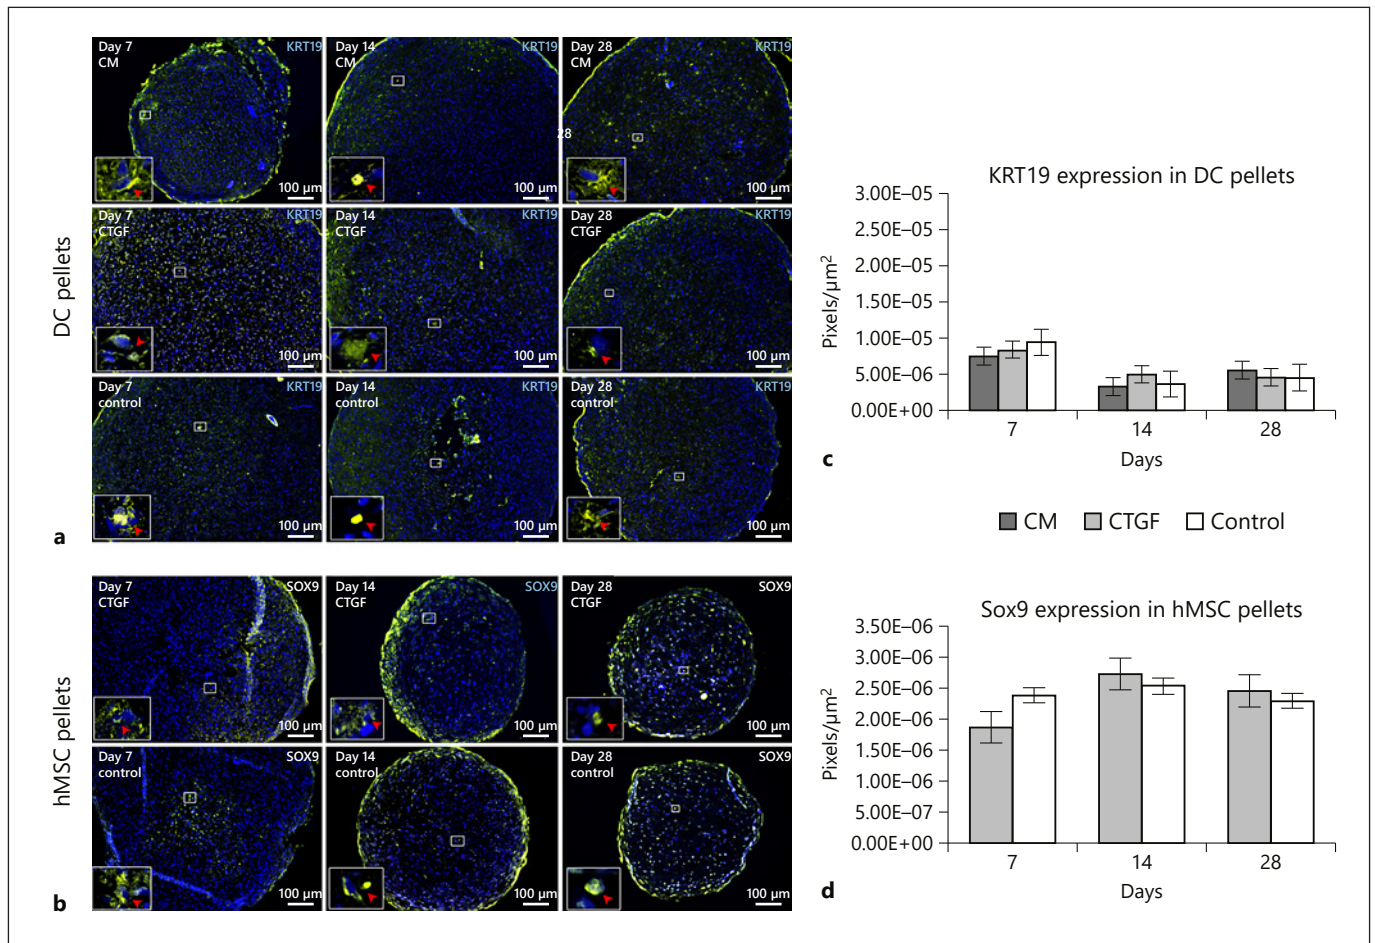 DC pellets
Day 7
CM
KRT19
100 µm
Day 14
CM
KRT19
100 µm
Day 28
CM
KRT19
28
100 µm
Day 7
CTGF
KRT19
100 µm
Day 14
CTGF
KRT19
100 µm
Day 28
CTGF
KRT19
100 µm
Day 7
control
KRT19
100 µm
Day 14
control
KRT19
100 µm
Day 28
control
KRT19
100 µm
a
hMSC pellets
Day 7
CTGF
SOX9
100 µm
Day 14
CTGF
SOX9
100 µm
Day 28
CTGF
SOX9
100 µm
Day 7
control
SOX9
100 µm
Day 14
control
SOX9
100 µm
Day 28
control
SOX9
100 µm
b
KRT19 expression in DC pellets
Pixels/µm²
3.00E–05
2.50E–05
2.00E–05
1.50E–05
1.00E–05
5.00E–06
0.00E+00
7 14 28
Days
c
CM CTGF Control
Sox9 expression in hMSC pellets
Pixels/µm²
3.50E–06
3.00E–06
2.50E–06
2.00E–06
1.50E–06
1.00E–06
5.00E–07
0.00E+00
7 14 28
Days
d